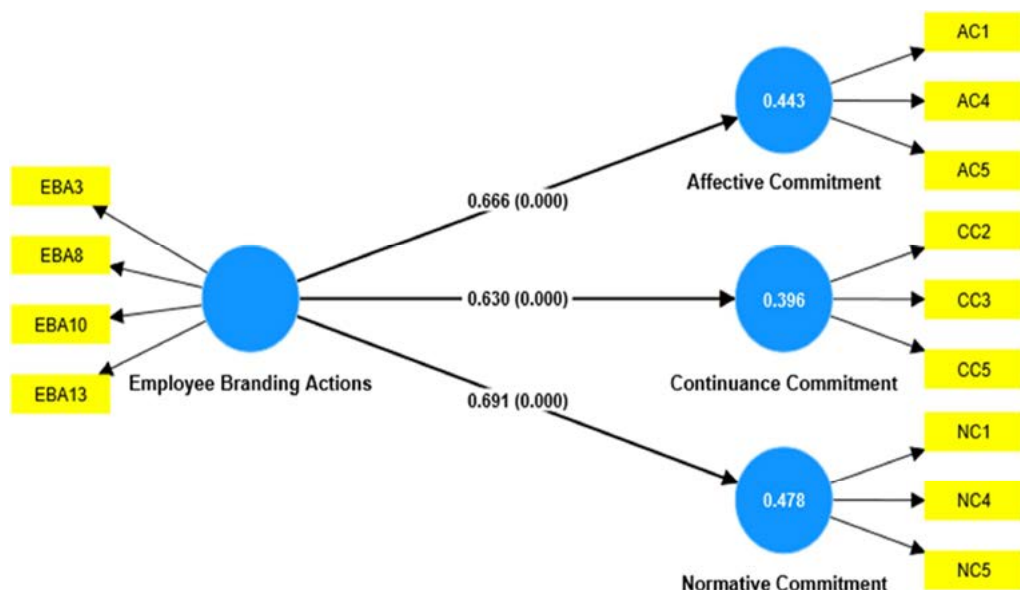 EBA3
EBA8
EBA10
EBA13
Employee Branding Actions
0.666 (0.000)
0.630 (0.000)
0.691 (0.000)
0.443
Affective Commitment
0.396
Continuance Commitment
0.478
Normative Commitment
AC1
AC4
AC5
CC2
CC3
CC5
NC1
NC4
NC5